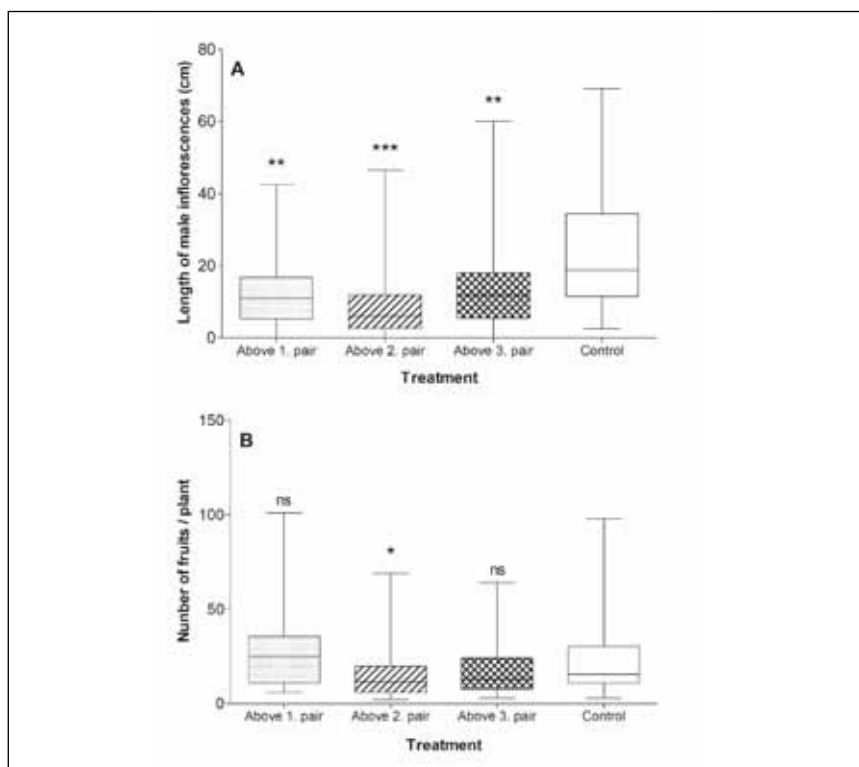 A
Length of male inflorescences (cm)
80
60
40
20
0
**
***
**
Above 1. pair
Above 2. pair
Above 3. pair
Control
Treatment
B
Nunber of fruits / plant
150
100
50
0
ns
*
ns
Above 1. pair
Above 2. pair
Above 3. pair
Control
Treatment